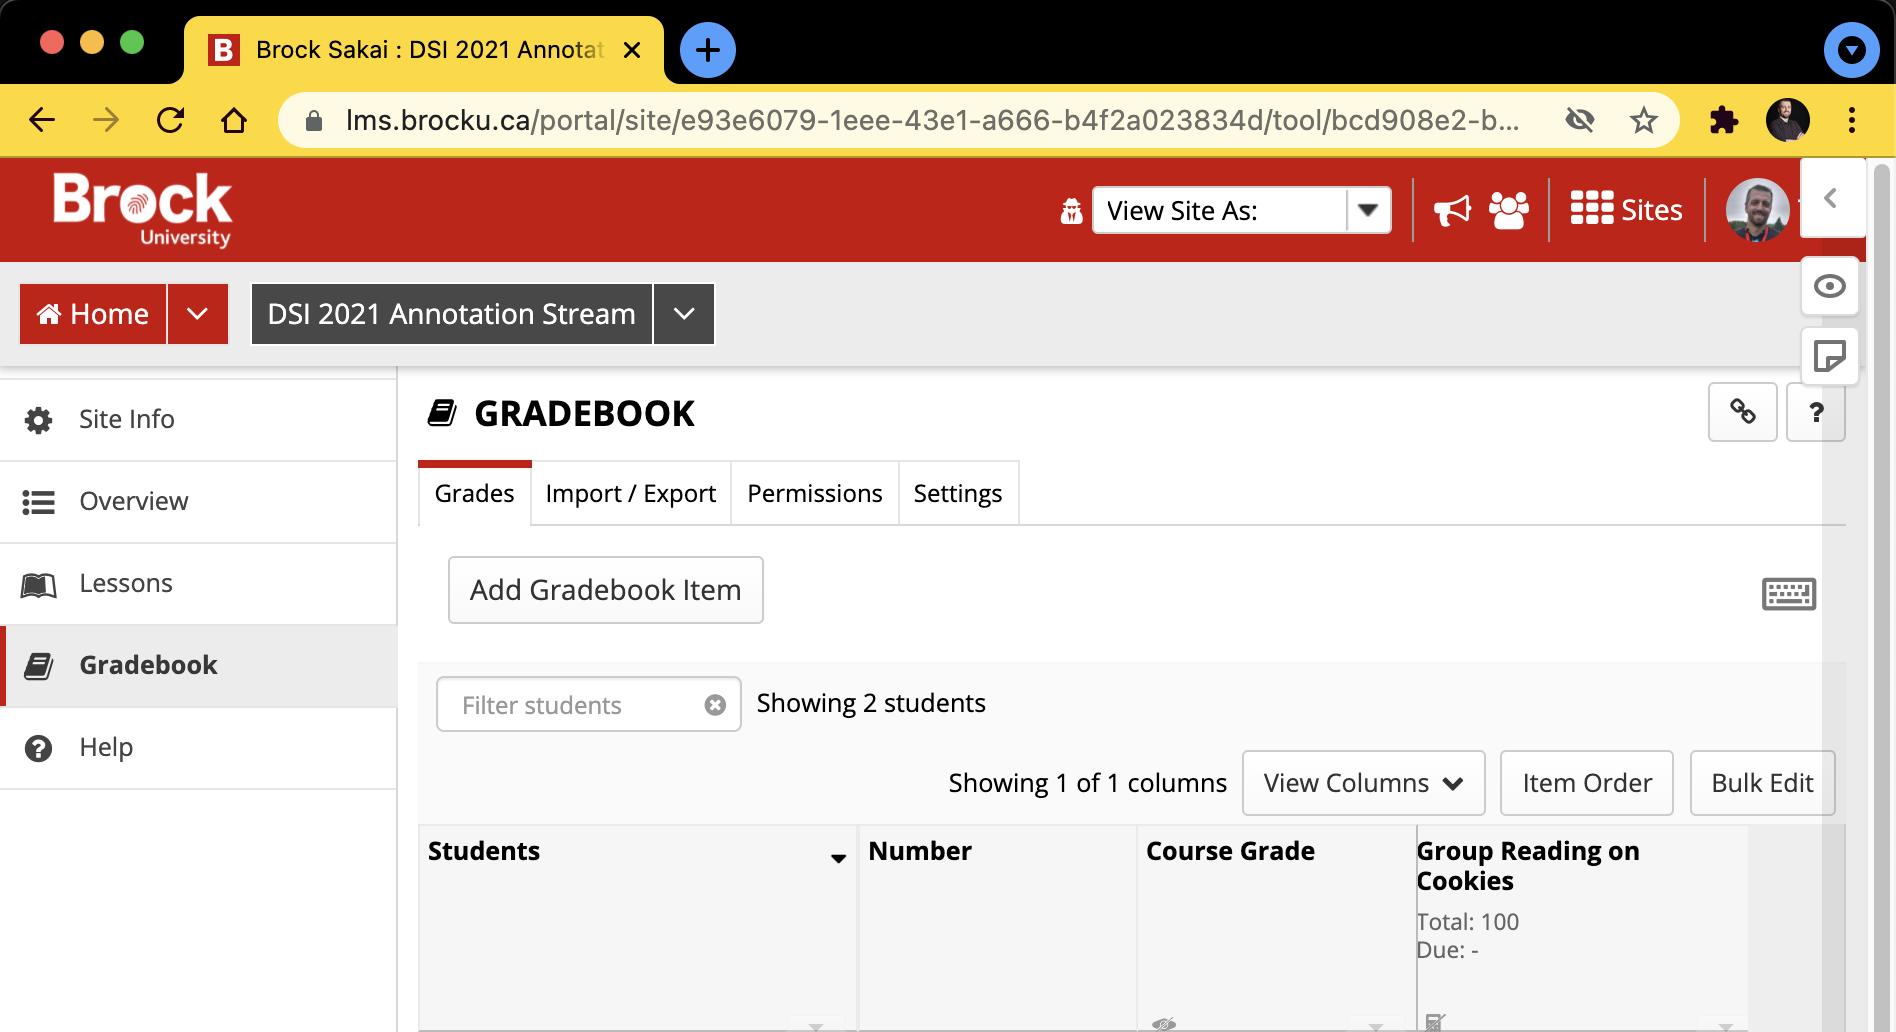 Brock Sakai : DSI 2021 Annotat
lms.brocku.ca/portal/site/e93e6079-1eee-43e1-a666-b4f2a023834d/tool/bcd908e2-b...
Brock
University
View Site As:
Sites
Home
DSI 2021 Annotation Stream
Site Info
Overview
Lessons
Gradebook
Help
GRADEBOOK
?
Grades
Import / Export
Permissions
Settings
Add Gradebook Item
Filter students
Showing 2 students
Showing 1 of 1 columns
View Columns
Item Order
Bulk Edit
Students
Number
Course Grade
Group Reading on
Cookies
Total: 100
Due: -